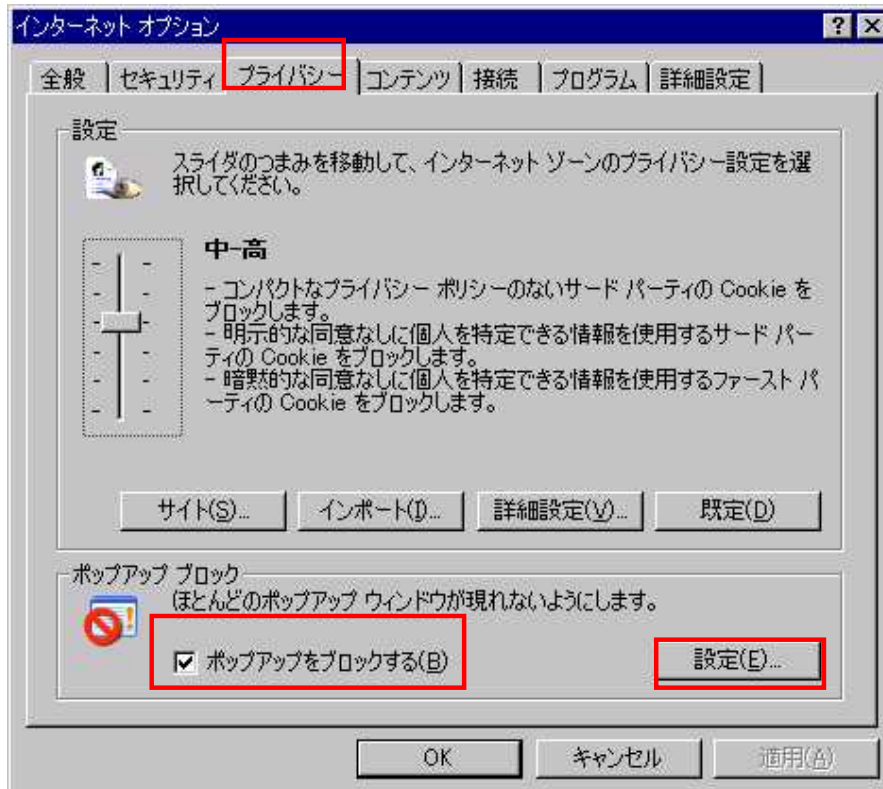 インターネット オプション
全般 セキュリティ プライバシー コンテンツ 接続 プログラム 詳細設定
設定
スライダのつまみを移動して、インターネット ゾーンのプライバシー設定を選
択してください。
中-高
- コンパクトなプライバシー ポリシーのないサード パーティの Cookie を
ブロックします。
- 明示的な同意なしに個人を特定できる情報を使用するサード パー
ティの Cookie をブロックします。
- 暗黙的な同意なしに個人を特定できる情報を使用するファースト パ
ーティの Cookie をブロックします。
サイト(S)... インポート(I)... 詳細設定(V)... 既定(D)
ポップアップ ブロック
ほとんどのポップアップ ウィンドウが現れないようにします。
ポップアップをブロックする(B) 設定(E)...
OK キャンセル 適用(A)